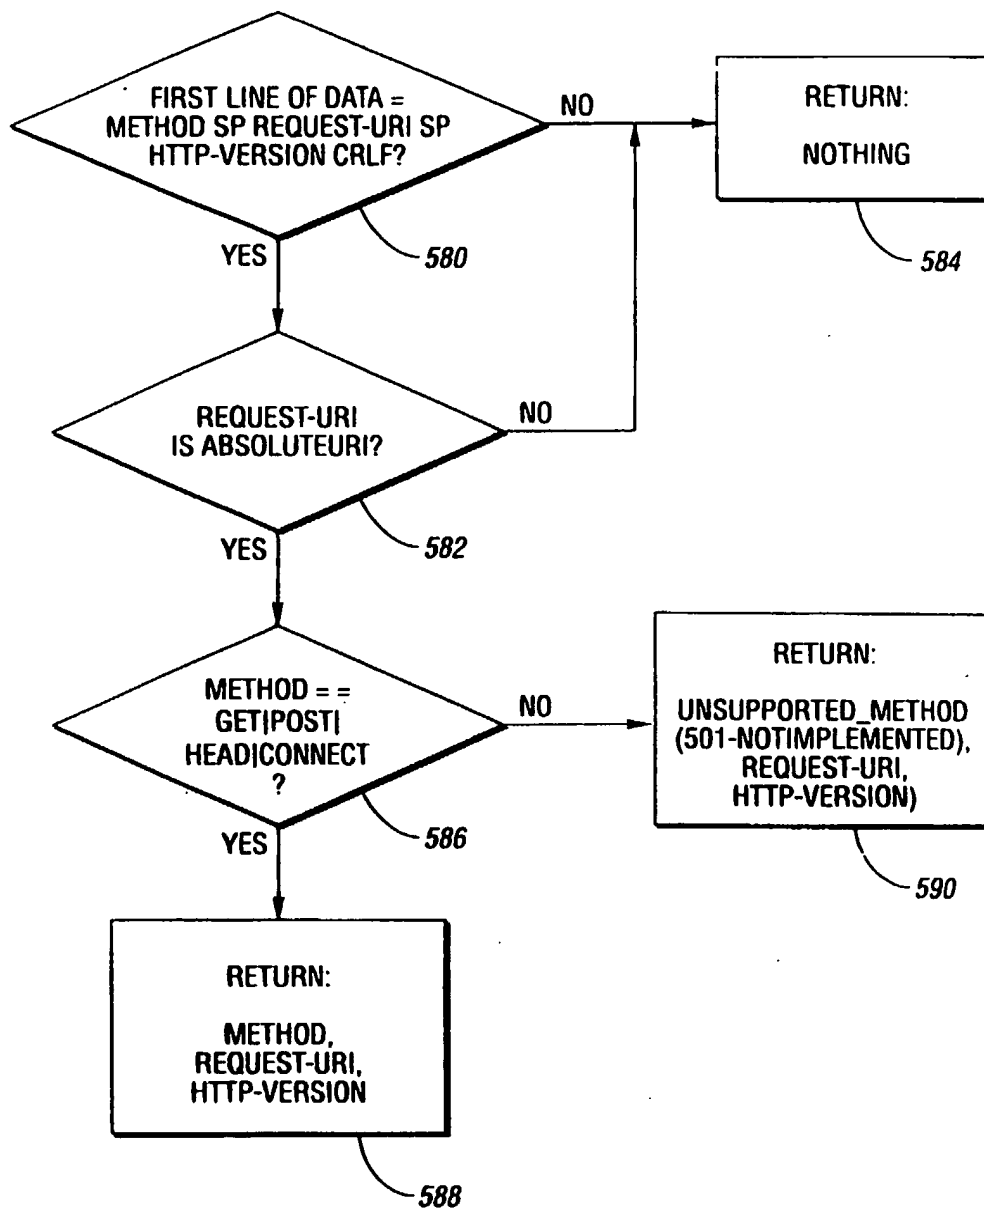 FIRST LINE OF DATA =
METHOD SP REQUEST-URI SP
HTTP-VERSION CRLF?
NO
RETURN:
NOTHING
YES
580
584
REQUEST-URI
IS ABSOLUTEURI?
NO
YES
582
METHOD = =
GET|POST|
HEAD|CONNECT
?
NO
RETURN:
UNSUPPORTED_METHOD
(501-NOTIMPLEMENTED),
REQUEST-URI,
HTTP-VERSION)
YES
586
590
RETURN:
METHOD,
REQUEST-URI,
HTTP-VERSION
588